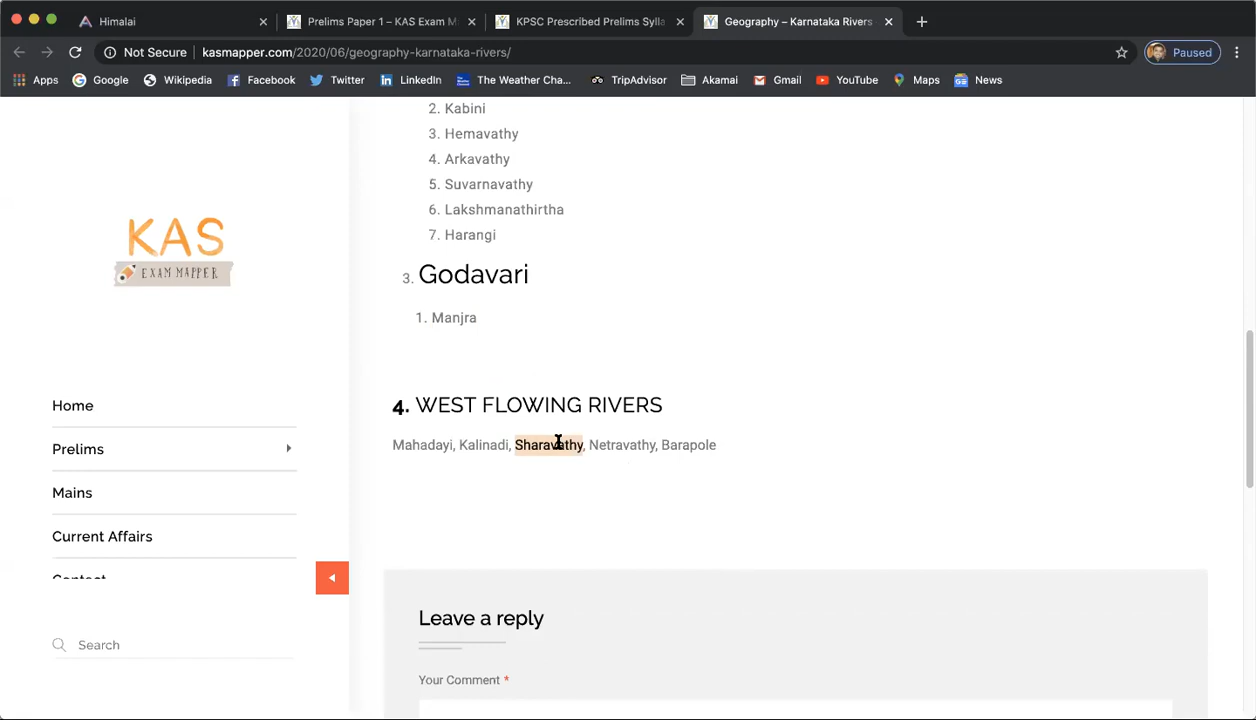 Himalai
Prelims Paper 1 – KAS Exam M
KPSC Prescribed Prelims Sylla
Geography – Karnataka Rivers
Not Secure
kasmapper.com/2020/06/geography-karnataka-rivers/
Paused
Apps
Google
Wikipedia
Facebook
Twitter
LinkedIn
The Weather Cha...
TripAdvisor
Akamai
Gmail
YouTube
Maps
News
KAS
EXAM MAPPER
Home
Prelims
Mains
Current Affairs
Contact
Search
2. Kabini
3. Hemavathy
4. Arkavathy
5. Suvarnavathy
6. Lakshmanathirtha
7. Harangi
3. Godavari
1. Manjra
4. WEST FLOWING RIVERS
Mahadayi, Kalinadi, Sharavathy, Netravathy, Barapole
Leave a reply
Your Comment *